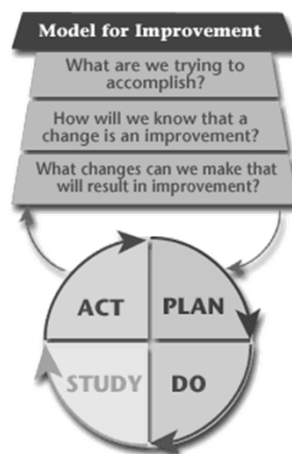 Model for Improvement
What are we trying to
accomplish?
How will we know that a
change is an improvement?
What changes can we make that
will result in improvement?
ACT
PLAN
STUDY
DO